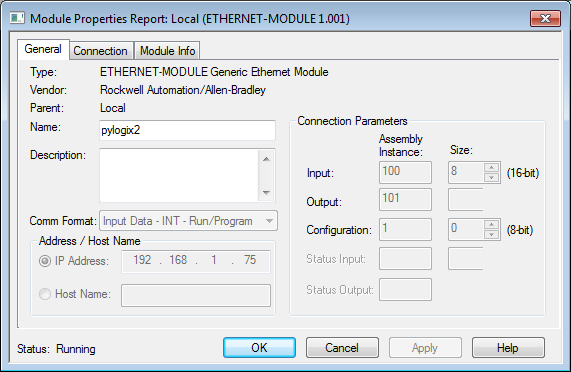 Module Properties Report: Local (ETHERNET-MODULE 1.001)
General Connection Module Info
Type: ETHERNET-MODULE Generic Ethernet Module
Vendor: Rockwell Automation/Allen-Bradley
Parent: Local
Name: pylogix2
Description:
Comm Format: Input Data - INT - Run/Program
Address / Host Name
IP Address: 192 . 168 . 1 . 75
Host Name:
Connection Parameters
Assembly
Instance: Size:
Input: 100 8 (16-bit)
Output: 101
Configuration: 1 0 (8-bit)
Status Input:
Status Output:
Status: Running OK Cancel Apply Help